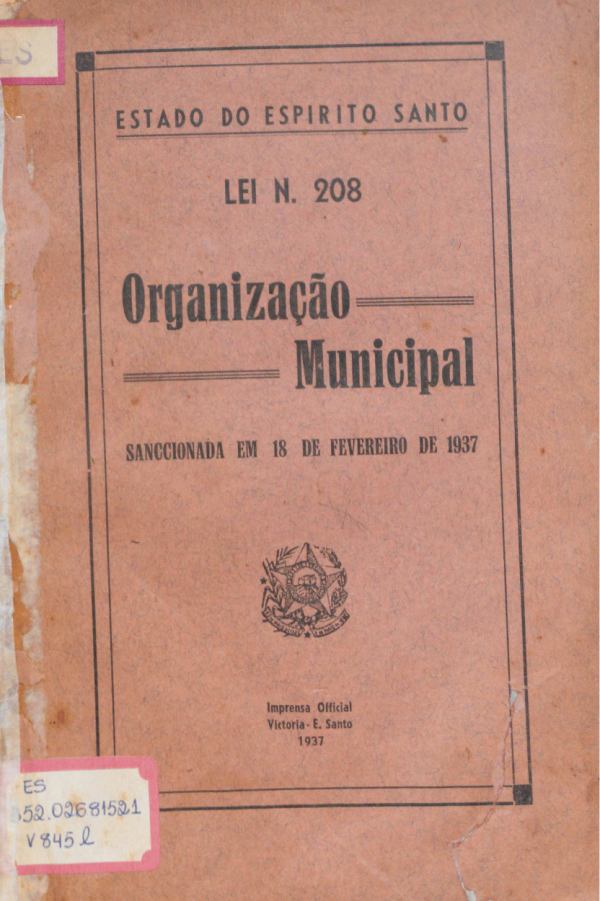 ES
ESTADO DO ESPIRITO SANTO
LEI N. 208
Organização
Municipal
SANCCIONADA EM 18 DE FEVEREIRO DE 1937
Imprensa Official
Victoria - E. Santo
1937
ES
352.02681521
V845l